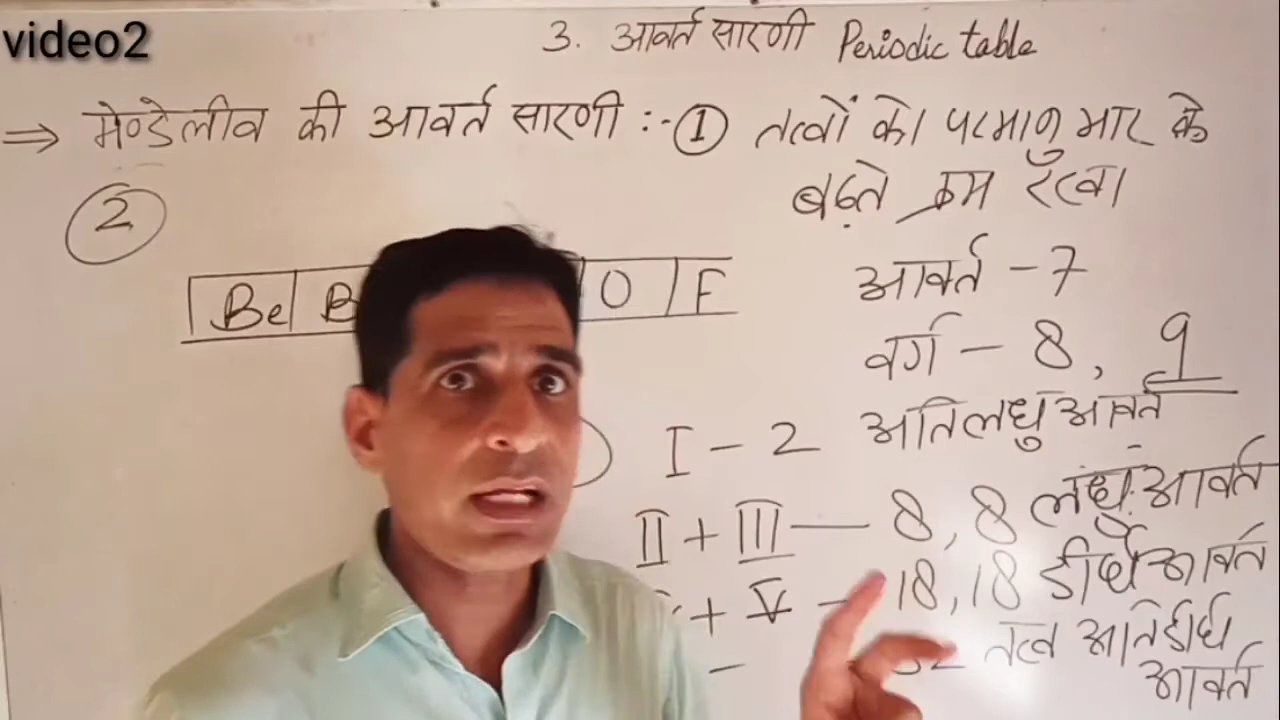 video2
3. आवर्त सारणी Periodic table
⇒ मेण्डेलीव की आवर्त सारणी :- ① तत्वों को परमाणु भार के
बढ़ते क्रम रखा
②
Be B O F
आवर्त - 7
वर्ग - 8, 9
I - 2 अतिलघु आवर्त
II + III - 8, 8 लघु आवर्त
+ V - 18, 18 दीर्घ आवर्त
- तत्व अतिदीर्घ
आवर्त